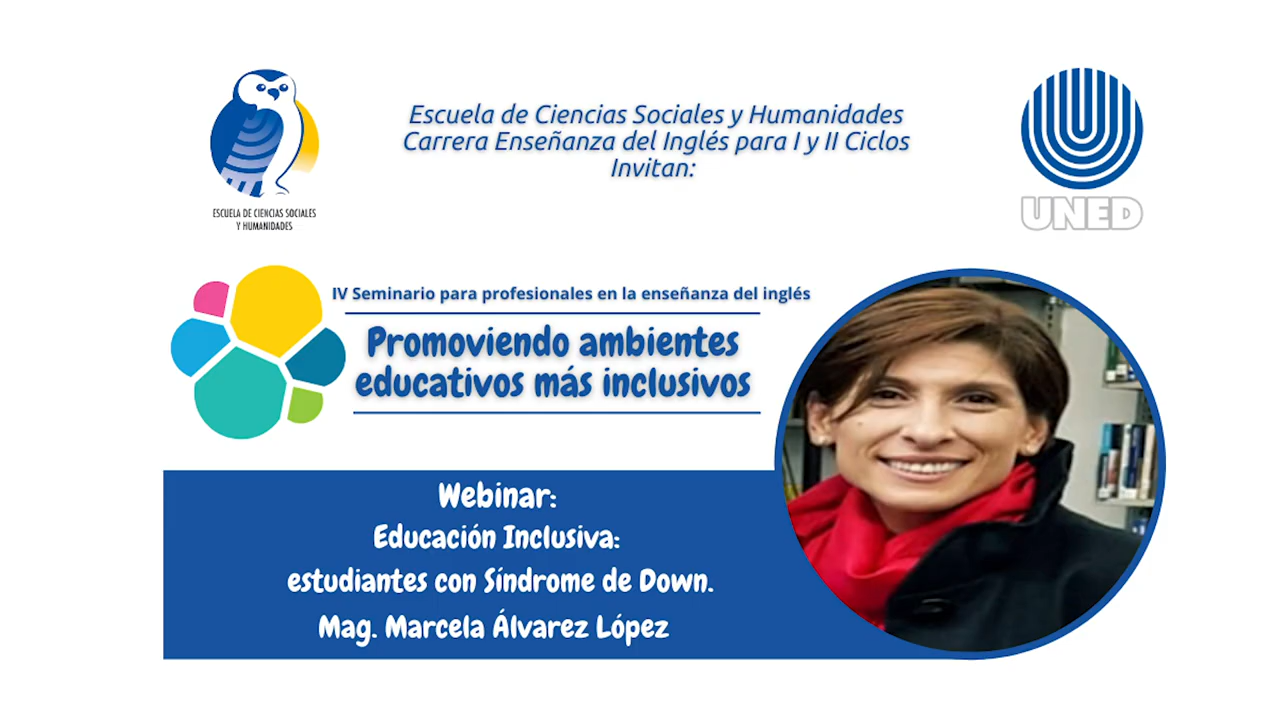 Escuela de Ciencias Sociales y Humanidades
Carrera Enseñanza del Inglés para I y II Ciclos
Invitan:
ESCUELA DE CIENCIAS SOCIALES
Y HUMANIDADES
UNED
IV Seminario para profesionales en la enseñanza del inglés
Promoviendo ambientes
educativos más inclusivos
Webinar:
Educación Inclusiva:
estudiantes con Síndrome de Down.
Mag. Marcela Álvarez López